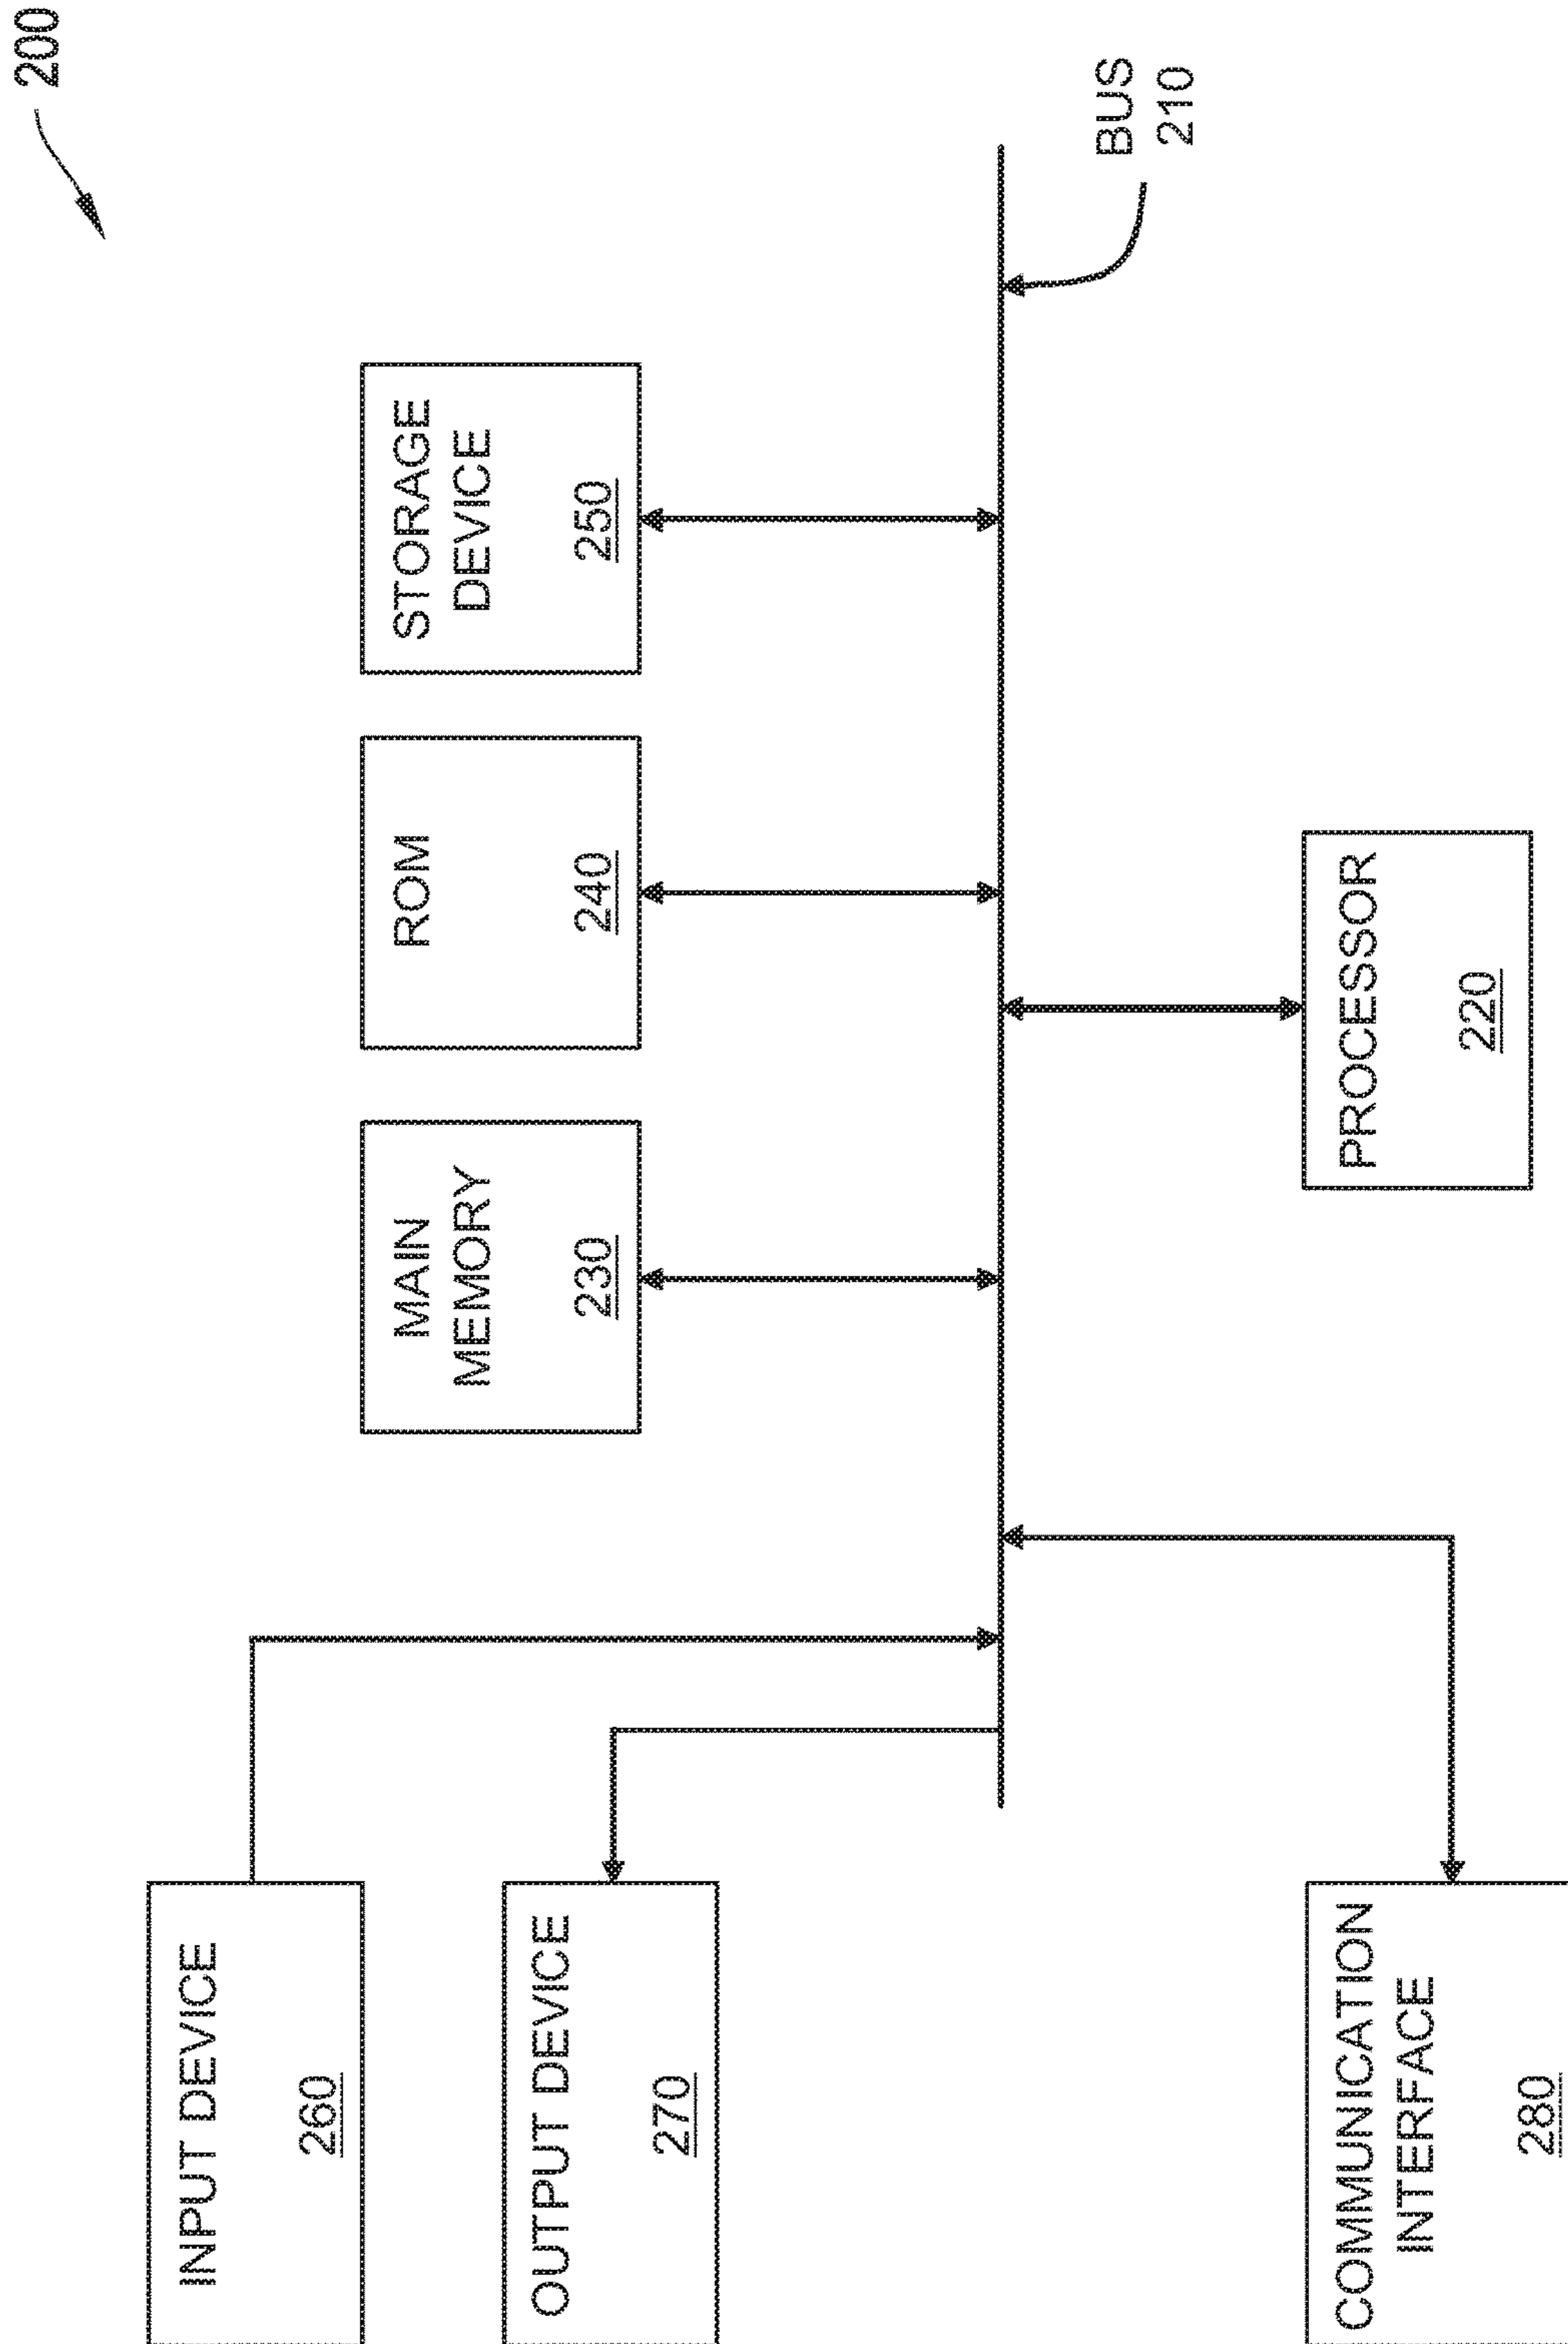 200
INPUT DEVICE
260
OUTPUT DEVICE
270
MAIN
MEMORY
230
ROM
240
STORAGE
DEVICE
250
BUS
210
COMMUNICATION
INTERFACE
280
PROCESSOR
220